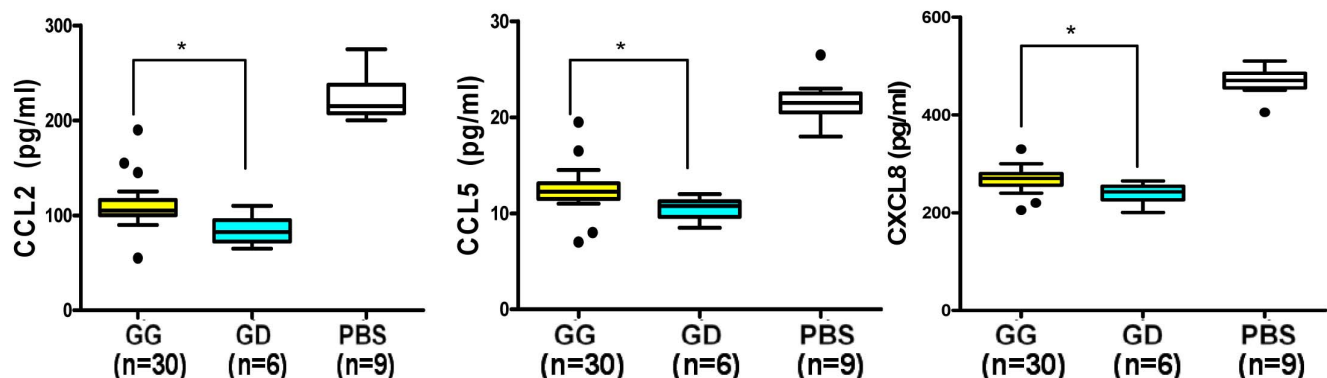 CCL2 (pg/ml)
300
200
100
0
*
GG
(n=30)
GD
(n=6)
PBS
(n=9)
CCL5 (pg/ml)
30
20
10
0
*
GG
(n=30)
GD
(n=6)
PBS
(n=9)
CXCL8 (pg/ml)
600
400
200
0
*
GG
(n=30)
GD
(n=6)
PBS
(n=9)